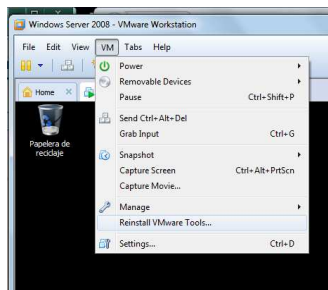 Windows Server 2008 - VMware Workstation
File Edit View VM Tabs Help
Home
Power
Removable Devices
Pause Ctrl+Shift+P
Send Ctrl+Alt+Del
Grab Input Ctrl+G
Snapshot
Capture Screen Ctrl+Alt+PrtScn
Capture Movie...
Manage
Reinstall VMware Tools...
Settings... Ctrl+D
Papelera de
reciclaje